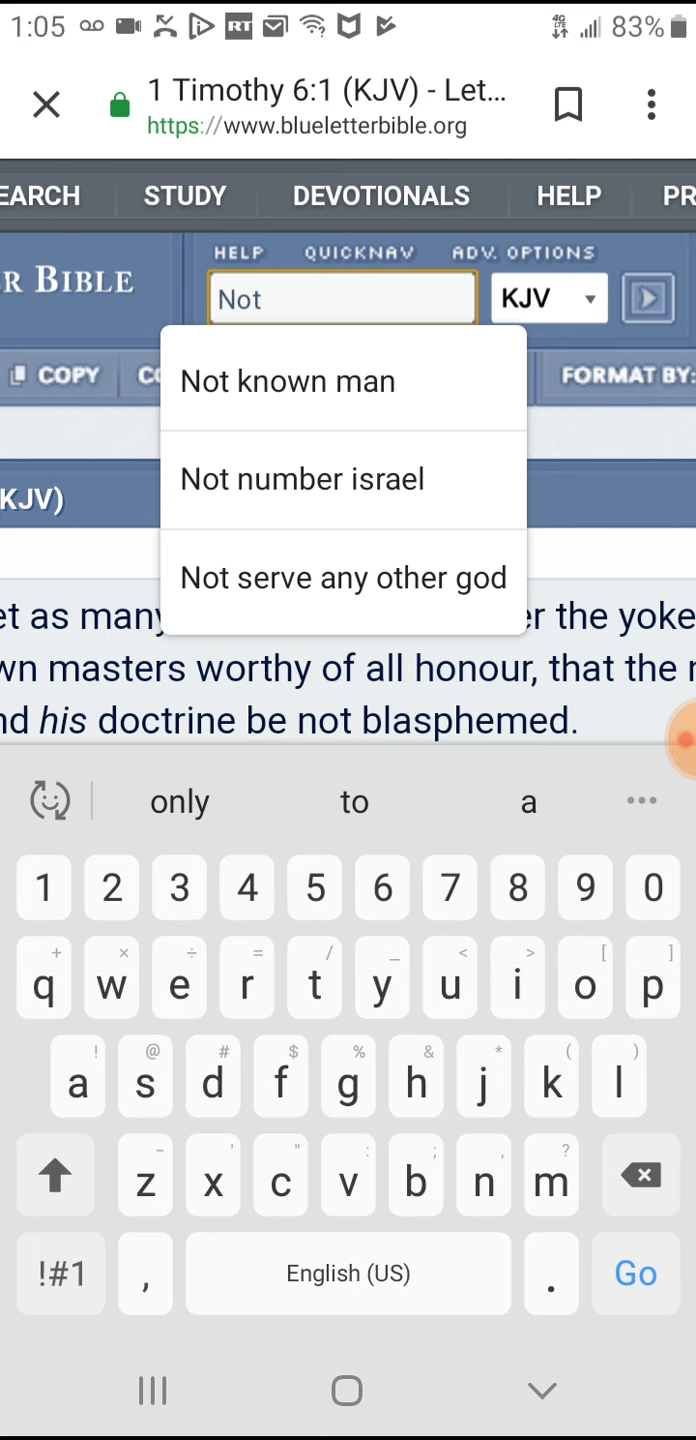 1:05 RT 4G LTE 83%
1 Timothy 6:1 (KJV) - Let...
https://www.blueletterbible.org
EARCH STUDY DEVOTIONALS HELP PR
HELP QUICKNAV ADV. OPTIONS
R BIBLE Not KJV
COPY CO FORMAT BY:
Not known man
Not number israel
KJV)
Not serve any other god
et as many er the yoke
wn masters worthy of all honour, that the n
nd his doctrine be not blasphemed.
only to a
1 2 3 4 5 6 7 8 9 0
+ × ÷ = / _ < > [ ]
q w e r t y u i o p
! @ # $ % & * ( )
a s d f g h j k l
- ' " : ; , ?
z x c v b n m
!#1 , English (US) . Go